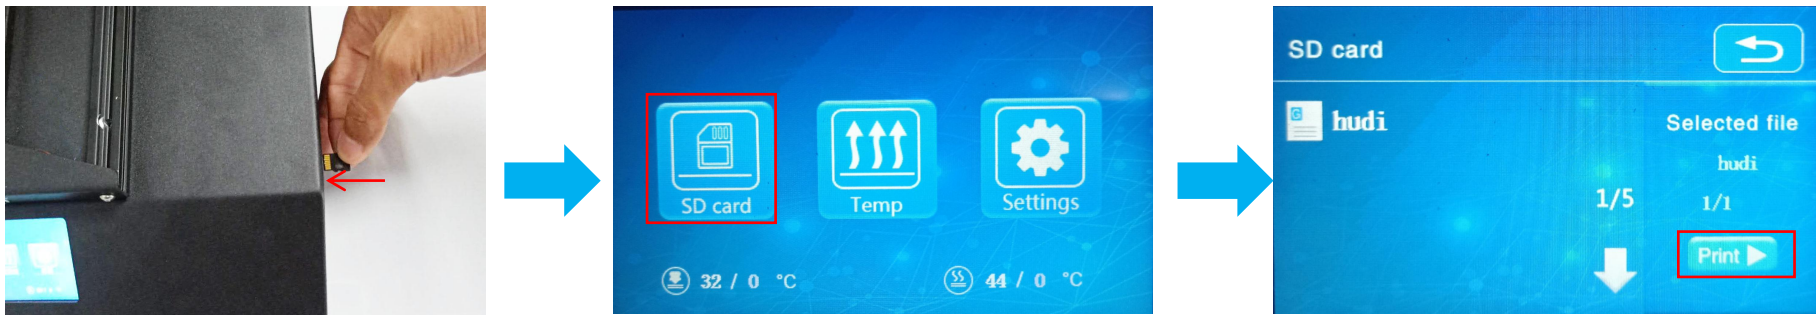 SD card
Temp
Settings
32 / 0 °C
44 / 0 °C
SD card
G
hudi
Selected file
hudi
1/5
1/1
Print